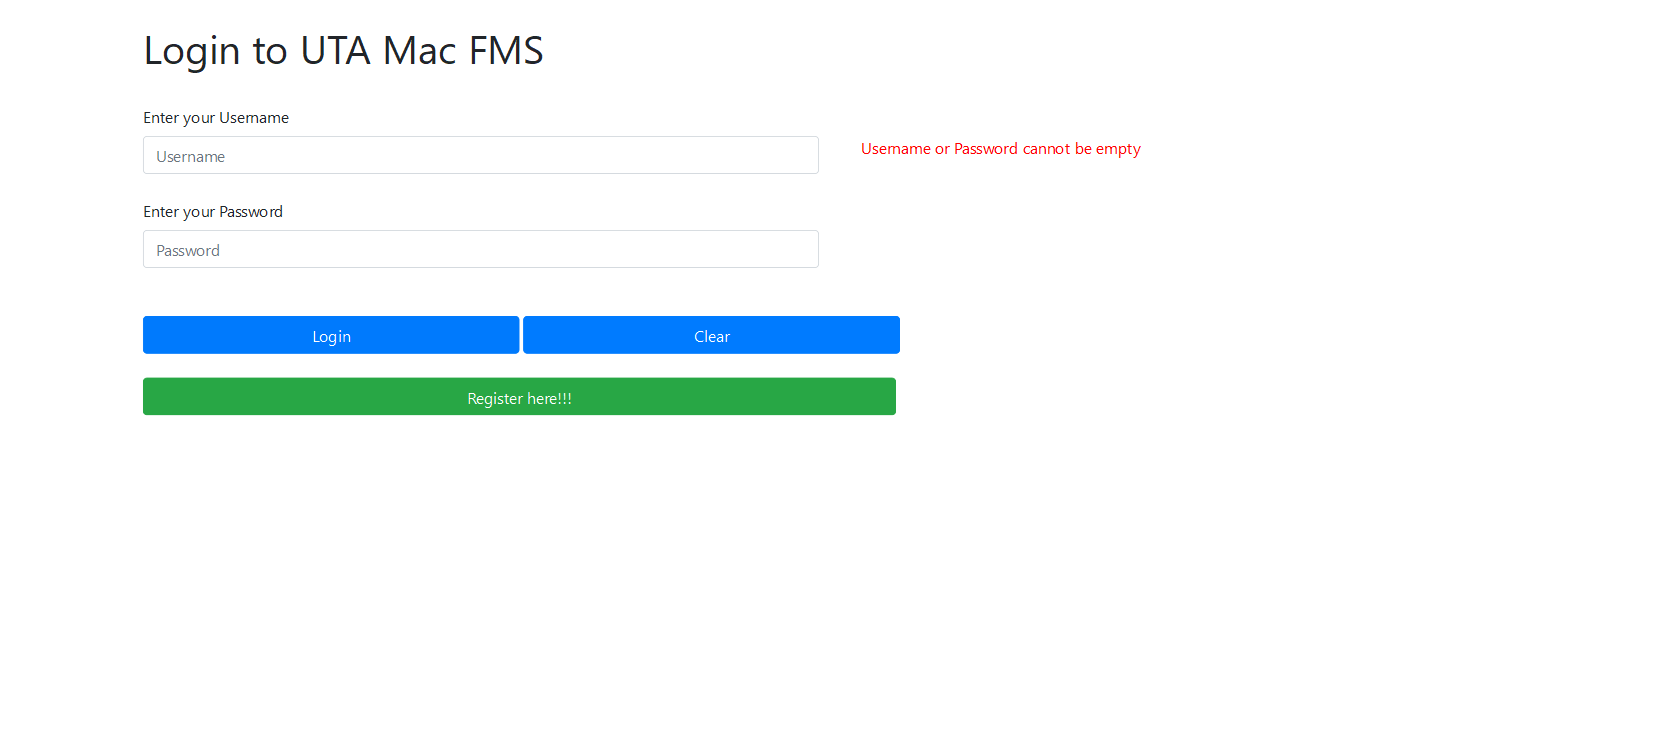 Login to UTA Mac FMS
Enter your Username
Username
Username or Password cannot be empty
Enter your Password
Password
Login
Clear
Register here!!!